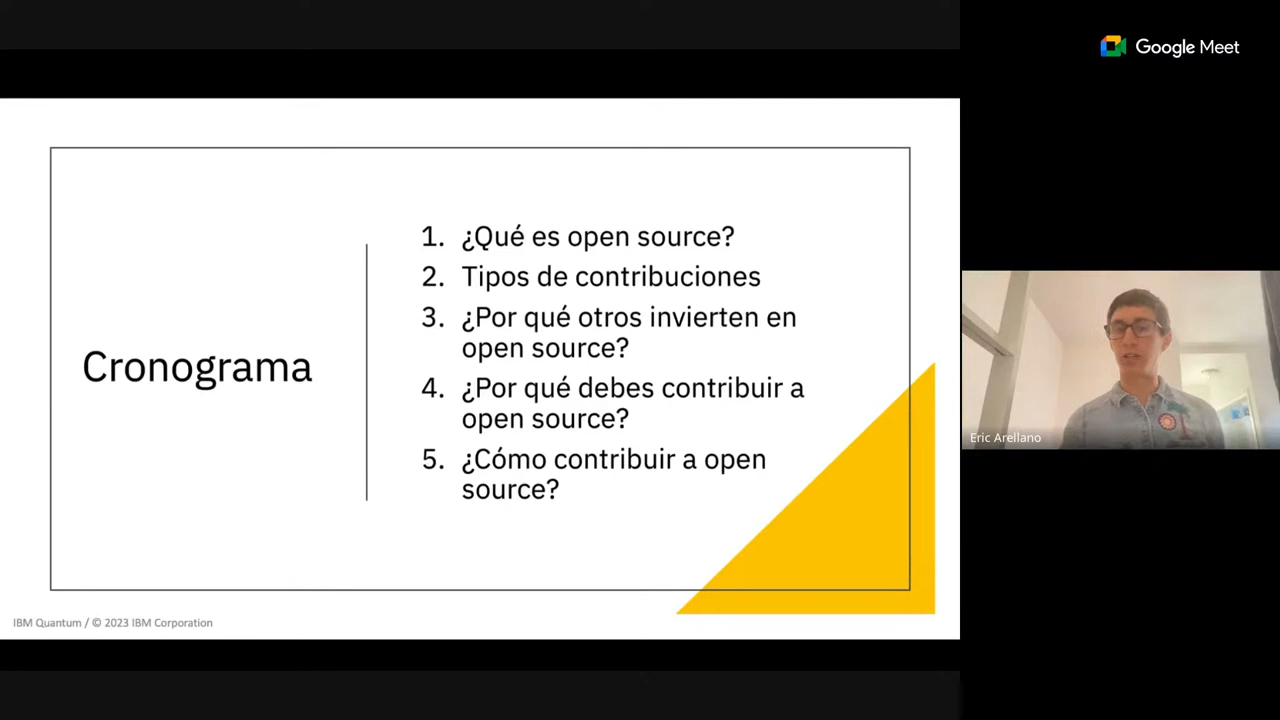 Google Meet
Cronograma
1. ¿Qué es open source?
2. Tipos de contribuciones
3. ¿Por qué otros invierten en
open source?
4. ¿Por qué debes contribuir a
open source?
5. ¿Cómo contribuir a open
source?
Eric Arellano
IBM Quantum / © 2023 IBM Corporation